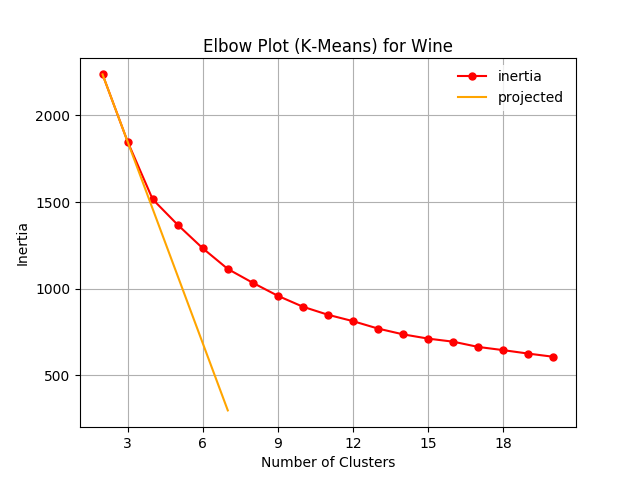 Elbow Plot (K-Means) for Wine
inertia
projected
2000
1500
1000
500
Inertia
3 6 9 12 15 18
Number of Clusters